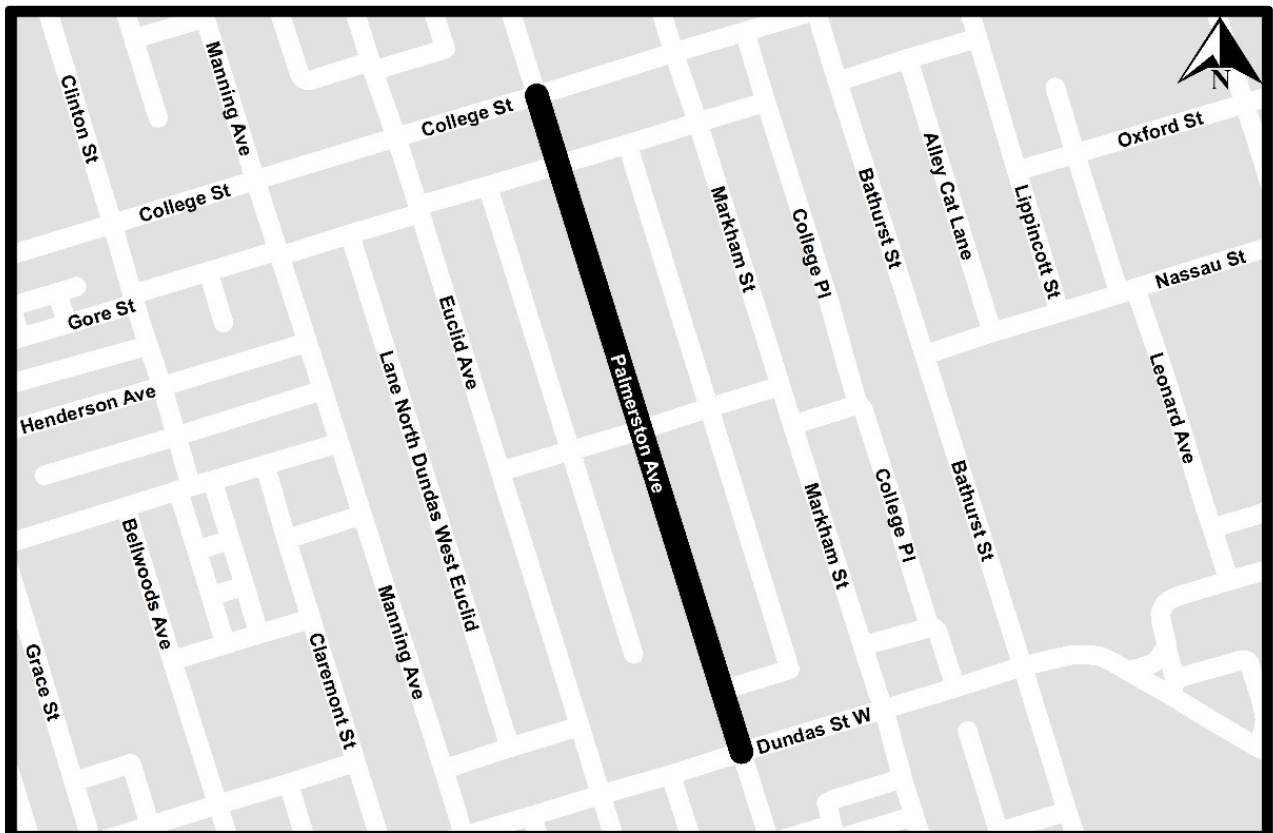 Clinton St
Manning Ave
College St
College St
N
Oxford St
Alley Cat Lane
Bathurst St
Lippincott St
Markham St
College Pl
Nassau St
Gore St
Euclid Ave
Lane North Dundas West Euclid
Palmerston Ave
Leonard Ave
Henderson Ave
Bathurst St
College Pl
Markham St
Bellwoods Ave
Manning Ave
Claremont St
Grace St
Dundas St W